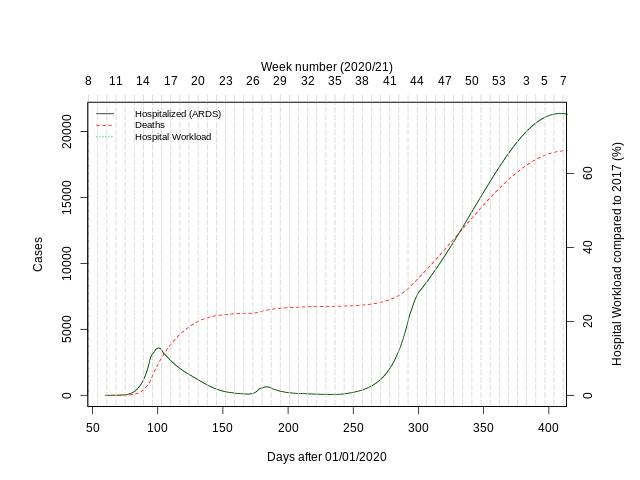 Week number (2020/21)
8 11 14 17 20 23 26 29 32 35 38 41 44 47 50 53 3 5 7
Hospitalized (ARDS)
Deaths
Hospital Workload
Cases
0 5000 10000 15000 20000
Hospital Workload compared to 2017 (%)
0 20 40 60
50 100 150 200 250 300 350 400
Days after 01/01/2020